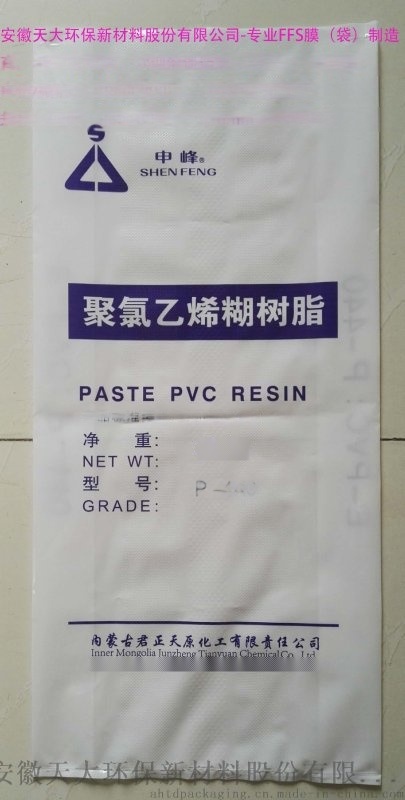 安徽天大环保新材料股份有限公司-专业FFS膜（袋）制造
S
申峰®
SHEN FENG
聚氯乙烯糊树脂
PASTE PVC RESIN
净 重:
NET WT:
型 号:
GRADE:
内蒙古君正天原化工有限责任公司
Inner Mongolia Junzheng Tianyuan Chemical Co., Ltd.
安徽天大环保新材料股份有限...
ahtdpackaging.cn.china.cn